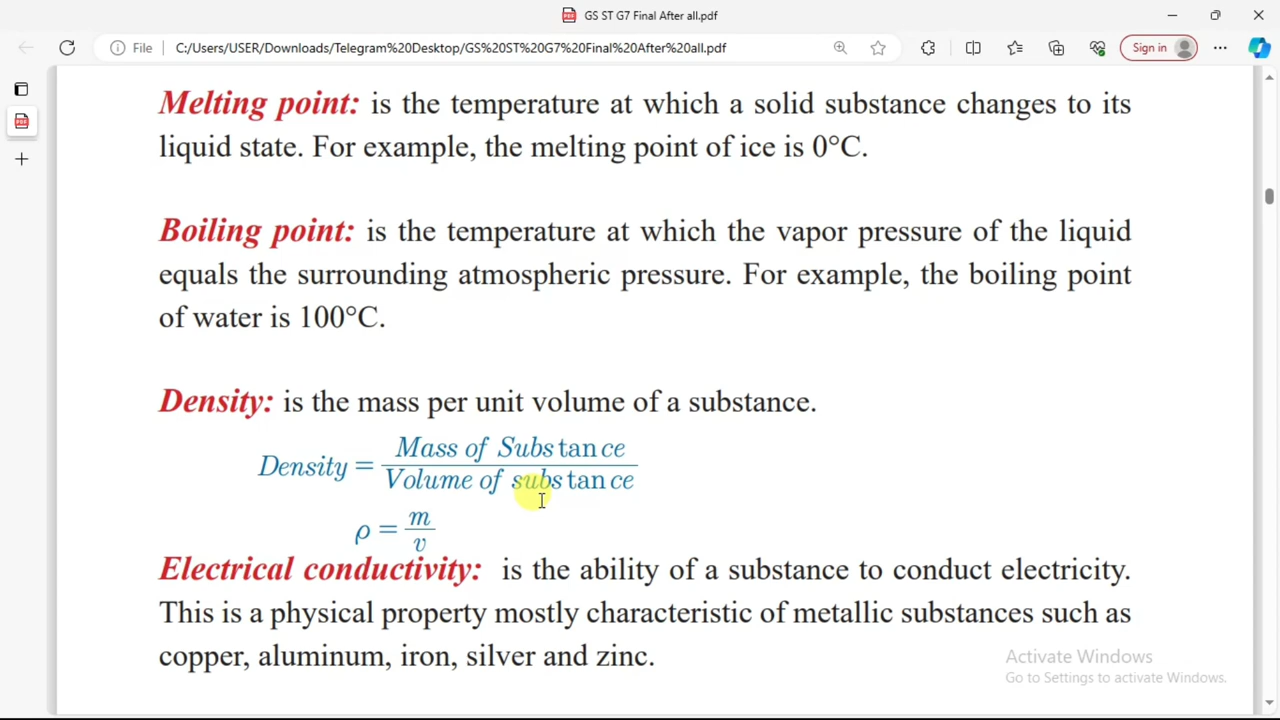 GS ST G7 Final After all.pdf
File
C:/Users/USER/Downloads/Telegram%20Desktop/GS%20ST%20G7%20Final%20After%20all.pdf
Sign in
Melting point: is the temperature at which a solid substance changes to its
liquid state. For example, the melting point of ice is 0°C.
Boiling point: is the temperature at which the vapor pressure of the liquid
equals the surrounding atmospheric pressure. For example, the boiling point
of water is 100°C.
Density: is the mass per unit volume of a substance.
Mass of Substance
Density =
Volume of substance
ρ = m
v
Electrical conductivity: is the ability of a substance to conduct electricity.
This is a physical property mostly characteristic of metallic substances such as
copper, aluminum, iron, silver and zinc.
Activate Windows
Go to Settings to activate Windows.